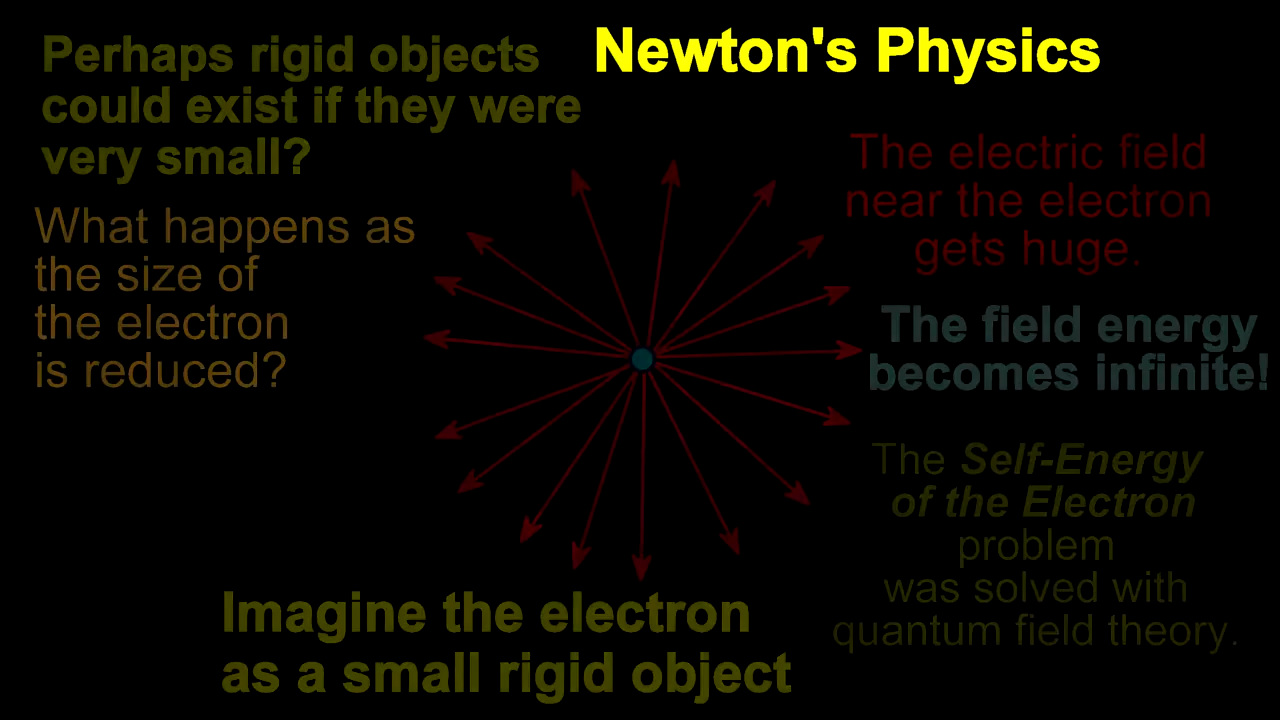 Newton's Physics
Perhaps rigid objects
could exist if they were
very small?
What happens as
the size of
the electron
is reduced?
The electric field
near the electron
gets huge.
The field energy
becomes infinite!
The Self-Energy
of the Electron
problem
was solved with
quantum field theory.
Imagine the electron
as a small rigid object